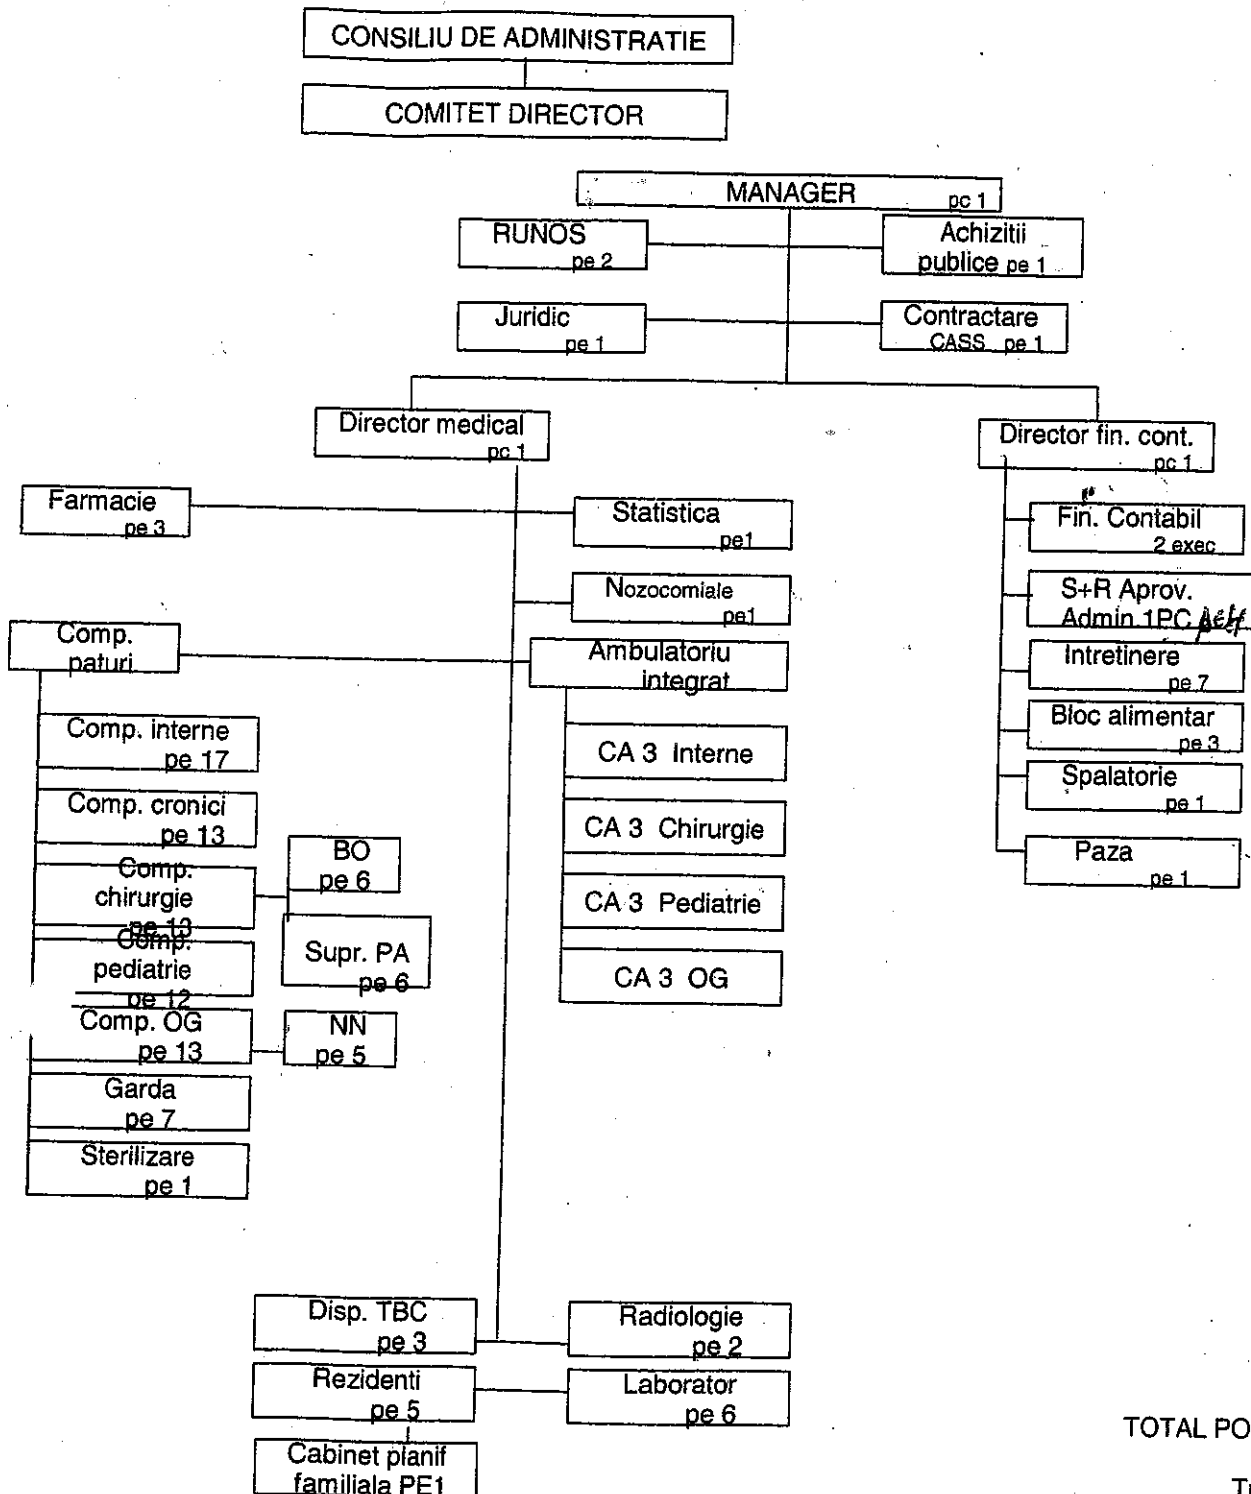 CONSILIU DE ADMINISTRATIE
COMITET DIRECTOR
MANAGER pc 1
RUNOS
pe 2
Achizitii
publice pe 1
Juridic
pe 1
Contractare
CASS pe 1
Director medical
pc 1
Director fin. cont.
pc 1
Farmacie
pe 3
Statistica
pe1
Nozocomiale
pe1
Comp.
paturi
Ambulatoriu
integrat
Comp. interne
pe 17
Comp. cronici
pe 13
Comp.
chirurgie
pe 13
BO
pe 6
Supr. PA
pe 6
Comp.
pediatrie
pe 12
Comp. OG
pe 13
NN
pe 5
Garda
pe 7
Sterilizare
pe 1
CA 3 Interne
CA 3 Chirurgie
CA 3 Pediatrie
CA 3 OG
Fin. Contabil
2 exec
S+R Aprov.
Admin.1PC
Intretinere
pe 7
Bloc alimentar
pe 3
Spalatorie
pe 1
Paza
pe 1
Disp. TBC
pe 3
Radiologie
pe 2
Rezidenti
pe 5
Laborator
pe 6
Cabinet planif
familiala PE1
TOTAL PO